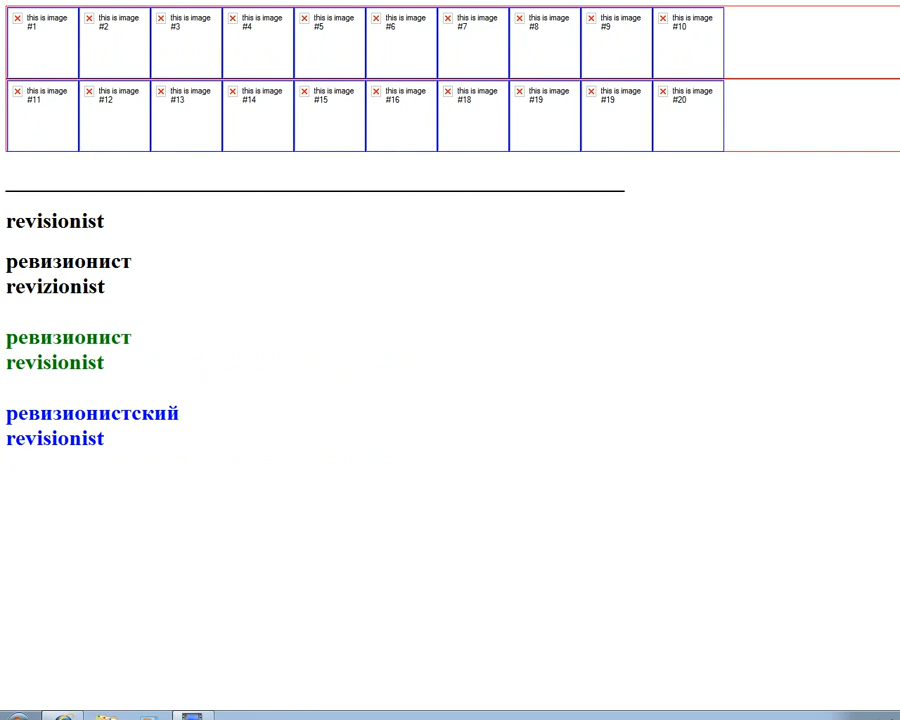 this is image #1 this is image #2 this is image #3 this is image #4 this is image #5 this is image #6 this is image #7 this is image #8 this is image #9 this is image #10
this is image #11 this is image #12 this is image #13 this is image #14 this is image #15 this is image #16 this is image #18 this is image #19 this is image #19 this is image #20
revisionist
ревизионист
revizionist
ревизионист
revisionist
ревизионистский
revisionist